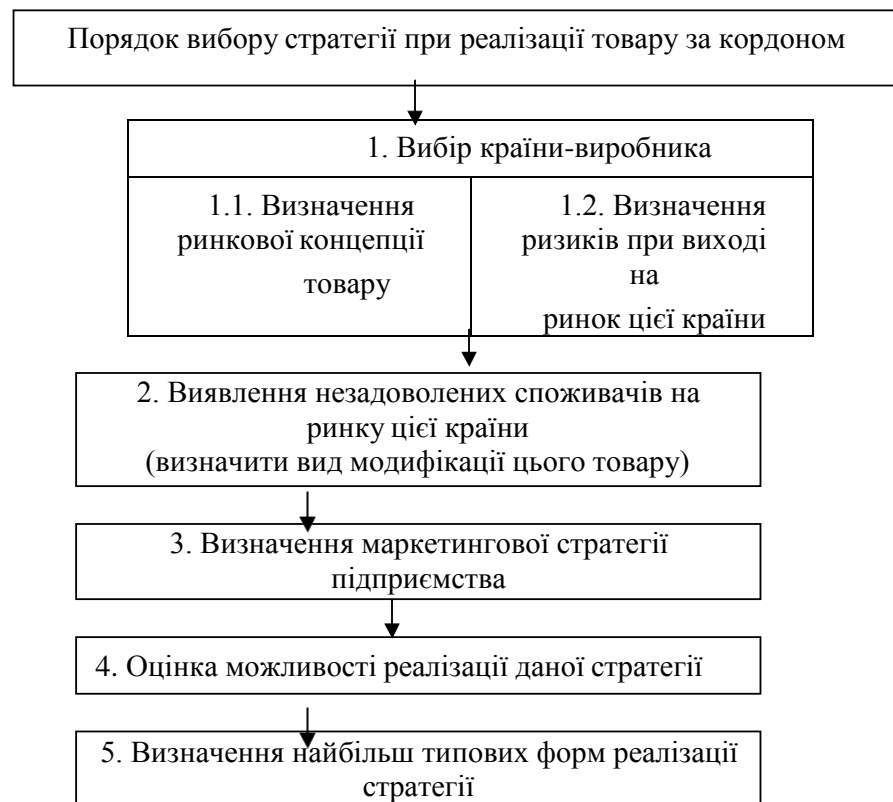 Порядок вибору стратегії при реалізації товару за кордоном
1. Вибір країни-виробника
1.1. Визначення
ринкової концепції
товару
1.2. Визначення
ризиків при виході
на
ринок цієї країни
2. Виявлення незадоволених споживачів на
ринку цієї країни
(визначити вид модифікації цього товару)
3. Визначення маркетингової стратегії
підприємства
4. Оцінка можливості реалізації даної стратегії
5. Визначення найбільш типових форм реалізації
стратегії